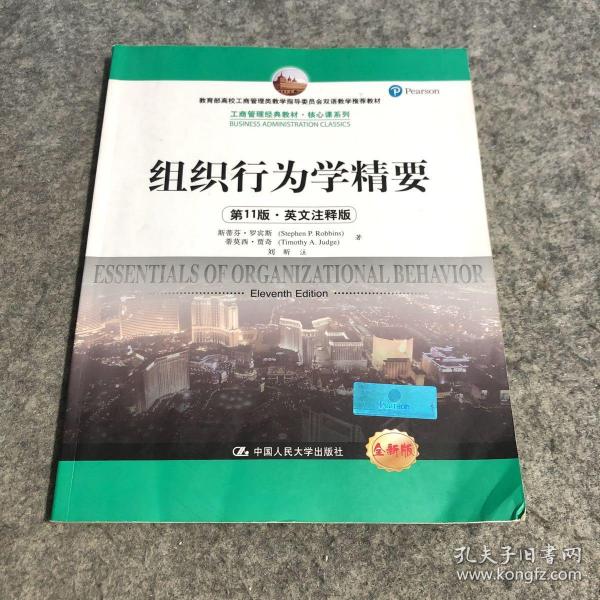 Pearson
教育部高校工商管理类教学指导委员会双语教学推荐教材
工商管理经典教材·核心课系列
BUSINESS ADMINISTRATION CLASSICS
组织行为学精要
第11版·英文注释版
斯蒂芬·罗宾斯 (Stephen P. Robbins)
蒂莫西·贾奇 (Timothy A. Judge) 著
刘昕 注
ESSENTIALS OF ORGANIZATIONAL BEHAVIOR
Eleventh Edition
Pearson
中国人民大学出版社
全新版
孔夫子旧书网
www.kongfz.com